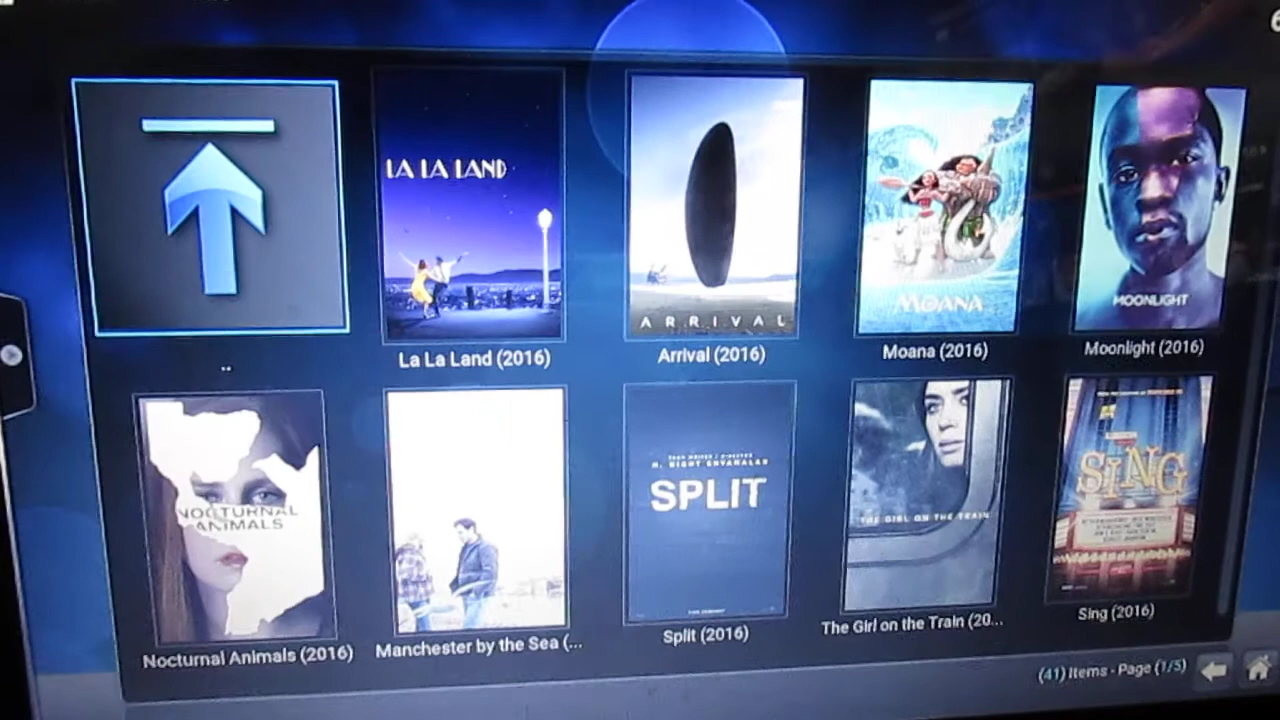 LA LA LAND
ARRIVAL
MOANA
MOONLIGHT
..
La La Land (2016)
Arrival (2016)
Moana (2016)
Moonlight (2016)
NOCTURNAL
ANIMALS
SPLIT
THE GIRL ON THE TRAIN
SING
Nocturnal Animals (2016)
Manchester by the Sea (...
Split (2016)
The Girl on the Train (20...
Sing (2016)
(41) Items - Page (1/5)